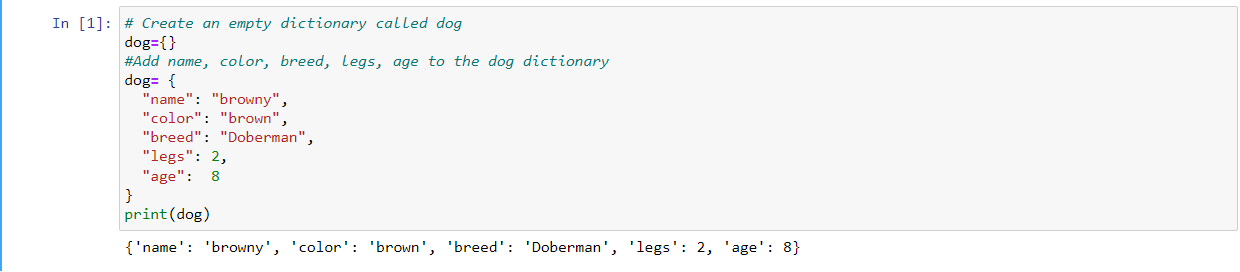 In [1]: # Create an empty dictionary called dog
dog={}
#Add name, color, breed, legs, age to the dog dictionary
dog= {
  "name": "browny",
  "color": "brown",
  "breed": "Doberman",
  "legs": 2,
  "age":  8
}
print(dog)
{'name': 'browny', 'color': 'brown', 'breed': 'Doberman', 'legs': 2, 'age': 8}